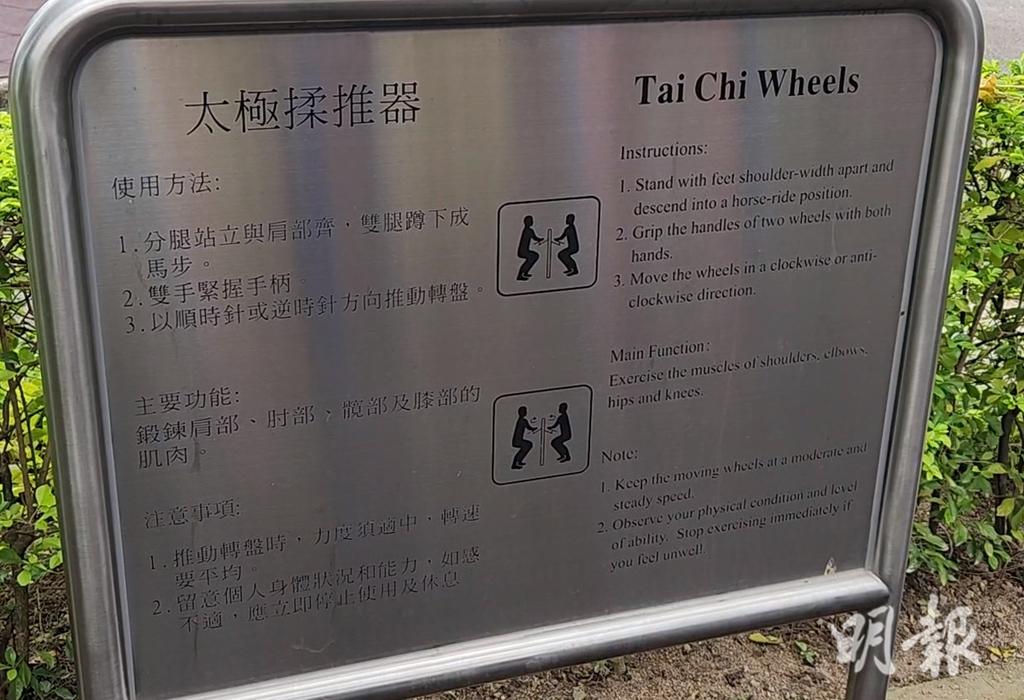 太極揉推器
使用方法:
1. 分腿站立與肩部齊，雙腿蹲下成
馬步。
2. 雙手緊握手柄。
3. 以順時針或逆時針方向推動轉盤。
主要功能:
鍛鍊肩部、肘部、髖部及膝部的
肌肉。
注意事項:
1. 推動轉盤時，力度須適中，轉速
要平均。
2. 留意個人身體狀況和能力，如感
不適，應立即停止使用及休息
Tai Chi Wheels
Instructions:
1. Stand with feet shoulder-width apart and
descend into a horse-ride position.
2. Grip the handles of two wheels with both
hands.
3. Move the wheels in a clockwise or anti-
clockwise direction.
Main Function:
Exercise the muscles of shoulders, elbows,
hips and knees.
Note:
1. Keep the moving wheels at a moderate and
steady speed.
2. Observe your physical condition and level
of ability. Stop exercising immediately if
you feel unwell!
明報